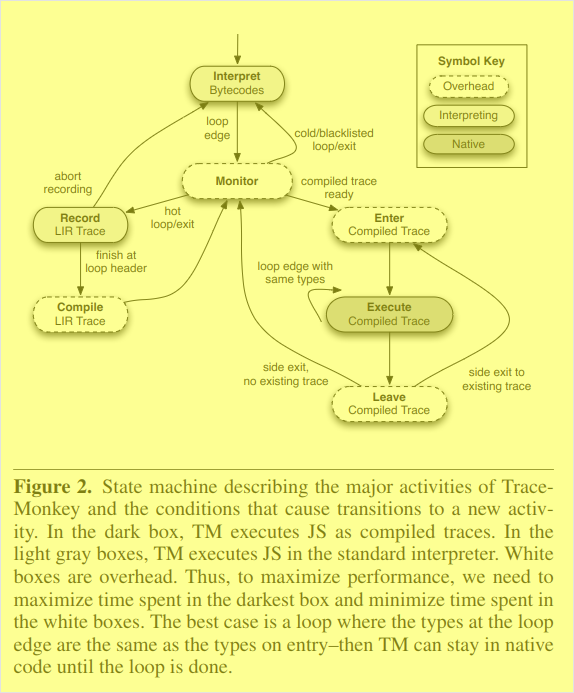 Interpret
Bytecodes
Symbol Key
Overhead
Interpreting
Native
loop
edge
cold/blacklisted
loop/exit
abort
recording
Monitor
compiled trace
ready
Record
LIR Trace
hot
loop/exit
Enter
Compiled Trace
finish at
loop header
loop edge with
same types
Compile
LIR Trace
Execute
Compiled Trace
side exit,
no existing trace
side exit to
existing trace
Leave
Compiled Trace
Figure 2. State machine describing the major activities of Trace-
Monkey and the conditions that cause transitions to a new activ-
ity. In the dark box, TM executes JS as compiled traces. In the
light gray boxes, TM executes JS in the standard interpreter. White
boxes are overhead. Thus, to maximize performance, we need to
maximize time spent in the darkest box and minimize time spent in
the white boxes. The best case is a loop where the types at the loop
edge are the same as the types on entry–then TM can stay in native
code until the loop is done.